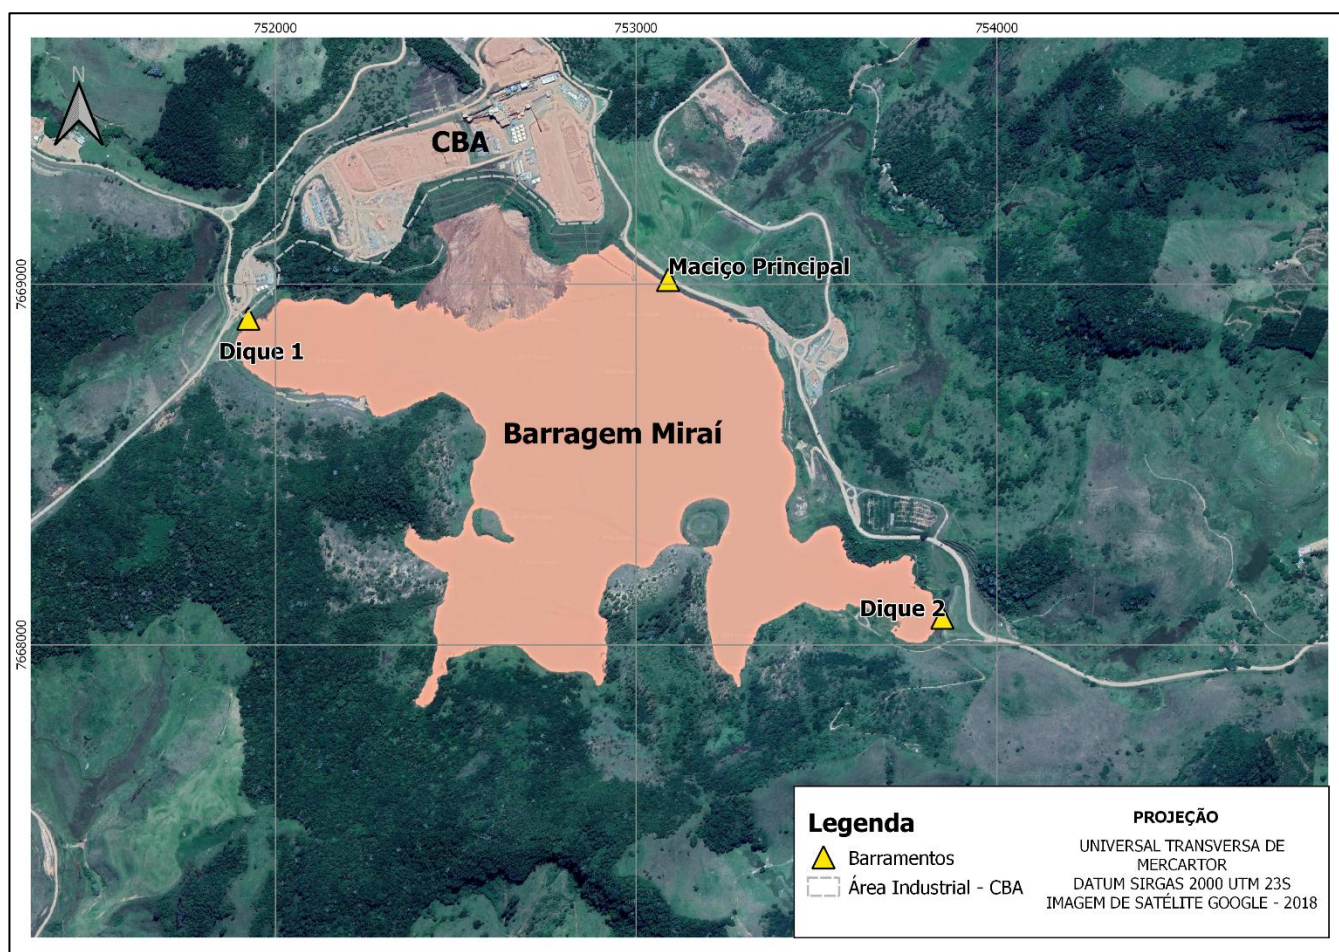 752000
753000
754000
N
CBA
7669000
Maciço Principal
Dique 1
Barragem Miraí
Dique 2
7668000
Legenda
Barramentos
Área Industrial - CBA
PROJEÇÃO
UNIVERSAL TRANSVERSA DE
MERCARTOR
DATUM SIRGAS 2000 UTM 23S
IMAGEM DE SATÉLITE GOOGLE - 2018